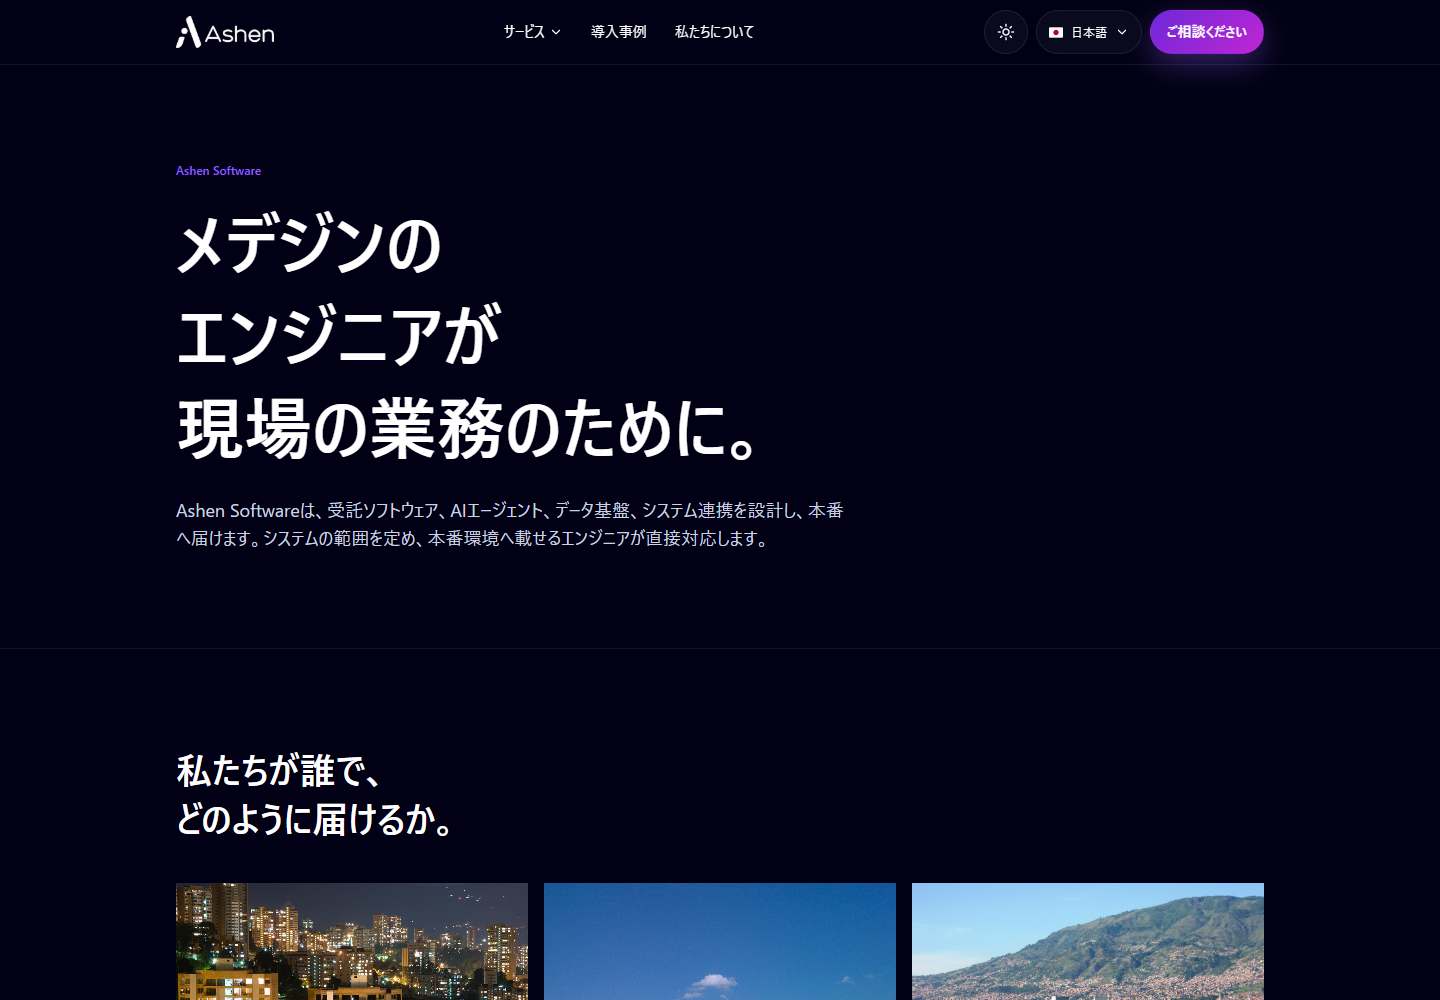 Ashen
サービス
導入事例
私たちについて
日本語
ご相談ください
Ashen Software
メデジンの
エンジニアが
現場の業務のために。
Ashen Softwareは、受託ソフトウェア、AIエージェント、データ基盤、システム連携を設計し、本番
へ届けます。システムの範囲を定め、本番環境へ載せるエンジニアが直接対応します。
私たちが誰で、
どのように届けるか。